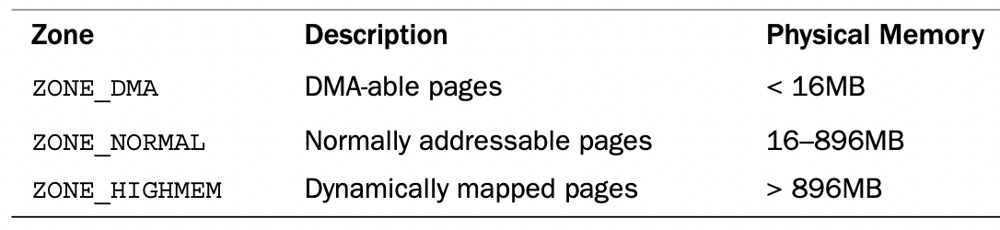 Zone Description Physical Memory
ZONE_DMA DMA-able pages < 16MB
ZONE_NORMAL Normally addressable pages 16–896MB
ZONE_HIGHMEM Dynamically mapped pages > 896MB